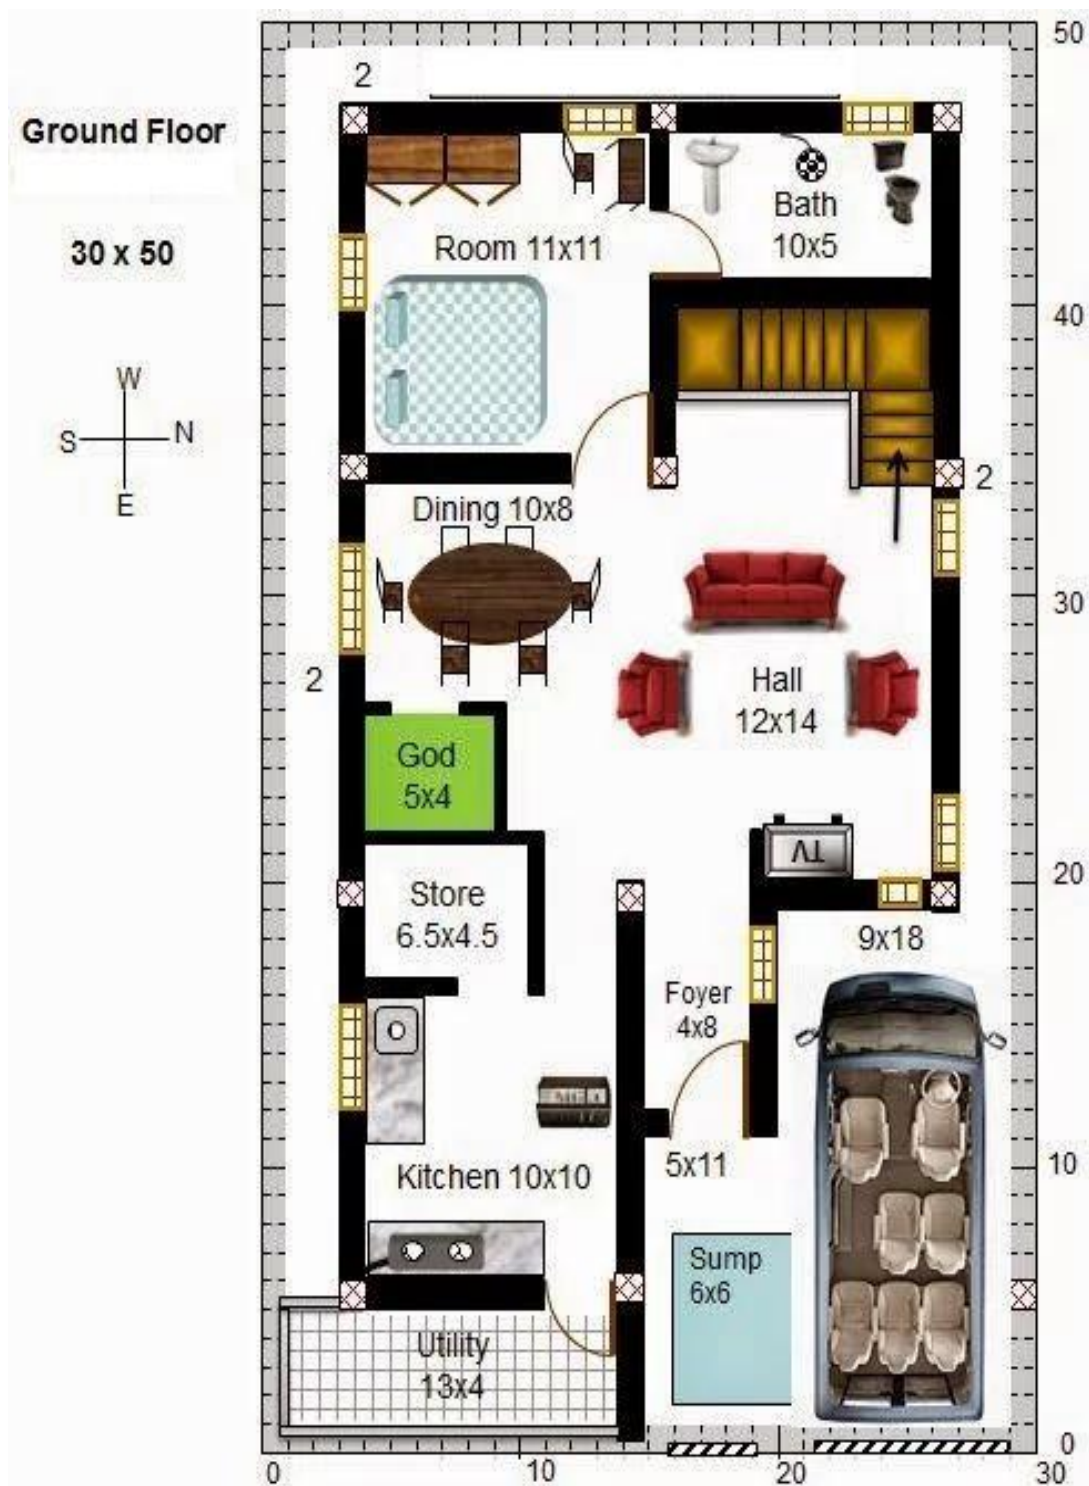 50
2
Ground Floor
30 x 50
W
S N
E
Bath
10x5
Room 11x11
40
2
Dining 10x8
30
Hall
12x14
2
God
5x4
TV
20
Store
6.5x4.5
9x18
Foyer
4x8
5x11
10
Kitchen 10x10
Sump
6x6
Utility
13x4
0
0 10 20 30